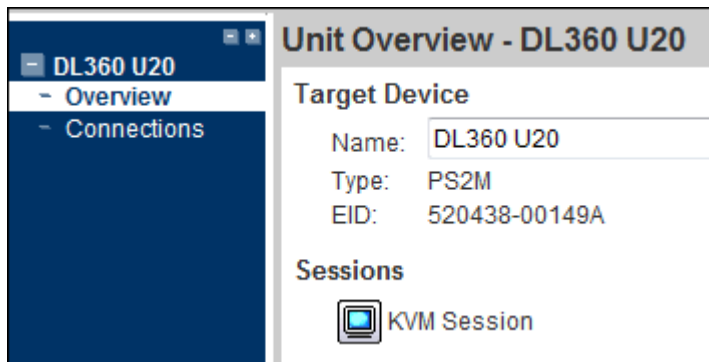 DL360 U20
Overview
Connections
Unit Overview - DL360 U20
Target Device
Name: DL360 U20
Type: PS2M
EID: 520438-00149A
Sessions
KVM Session